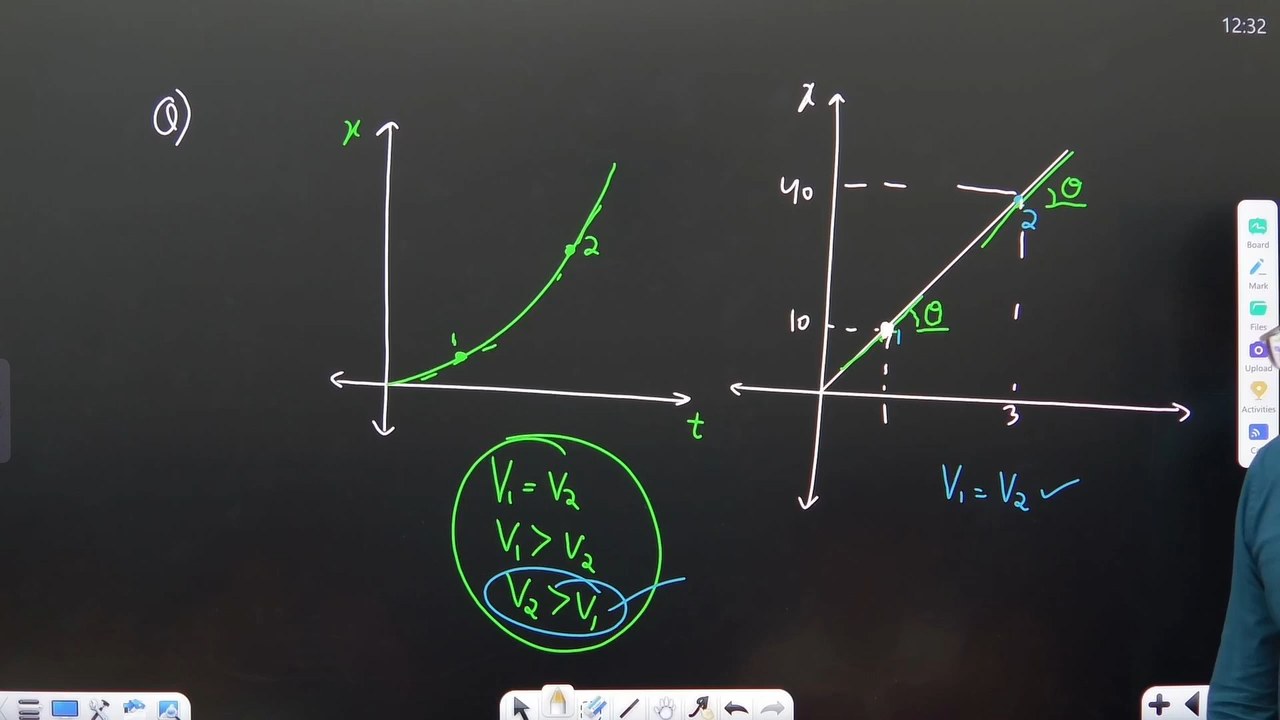 12:32
Q)
x
2
1
t
V₁ = V₂
V₁ > V₂
V₂ > V₁
x
40
θ
2
10
θ
1
1
3
V₁ = V₂ ✓
Board
Mark
Files
Upload
Activities